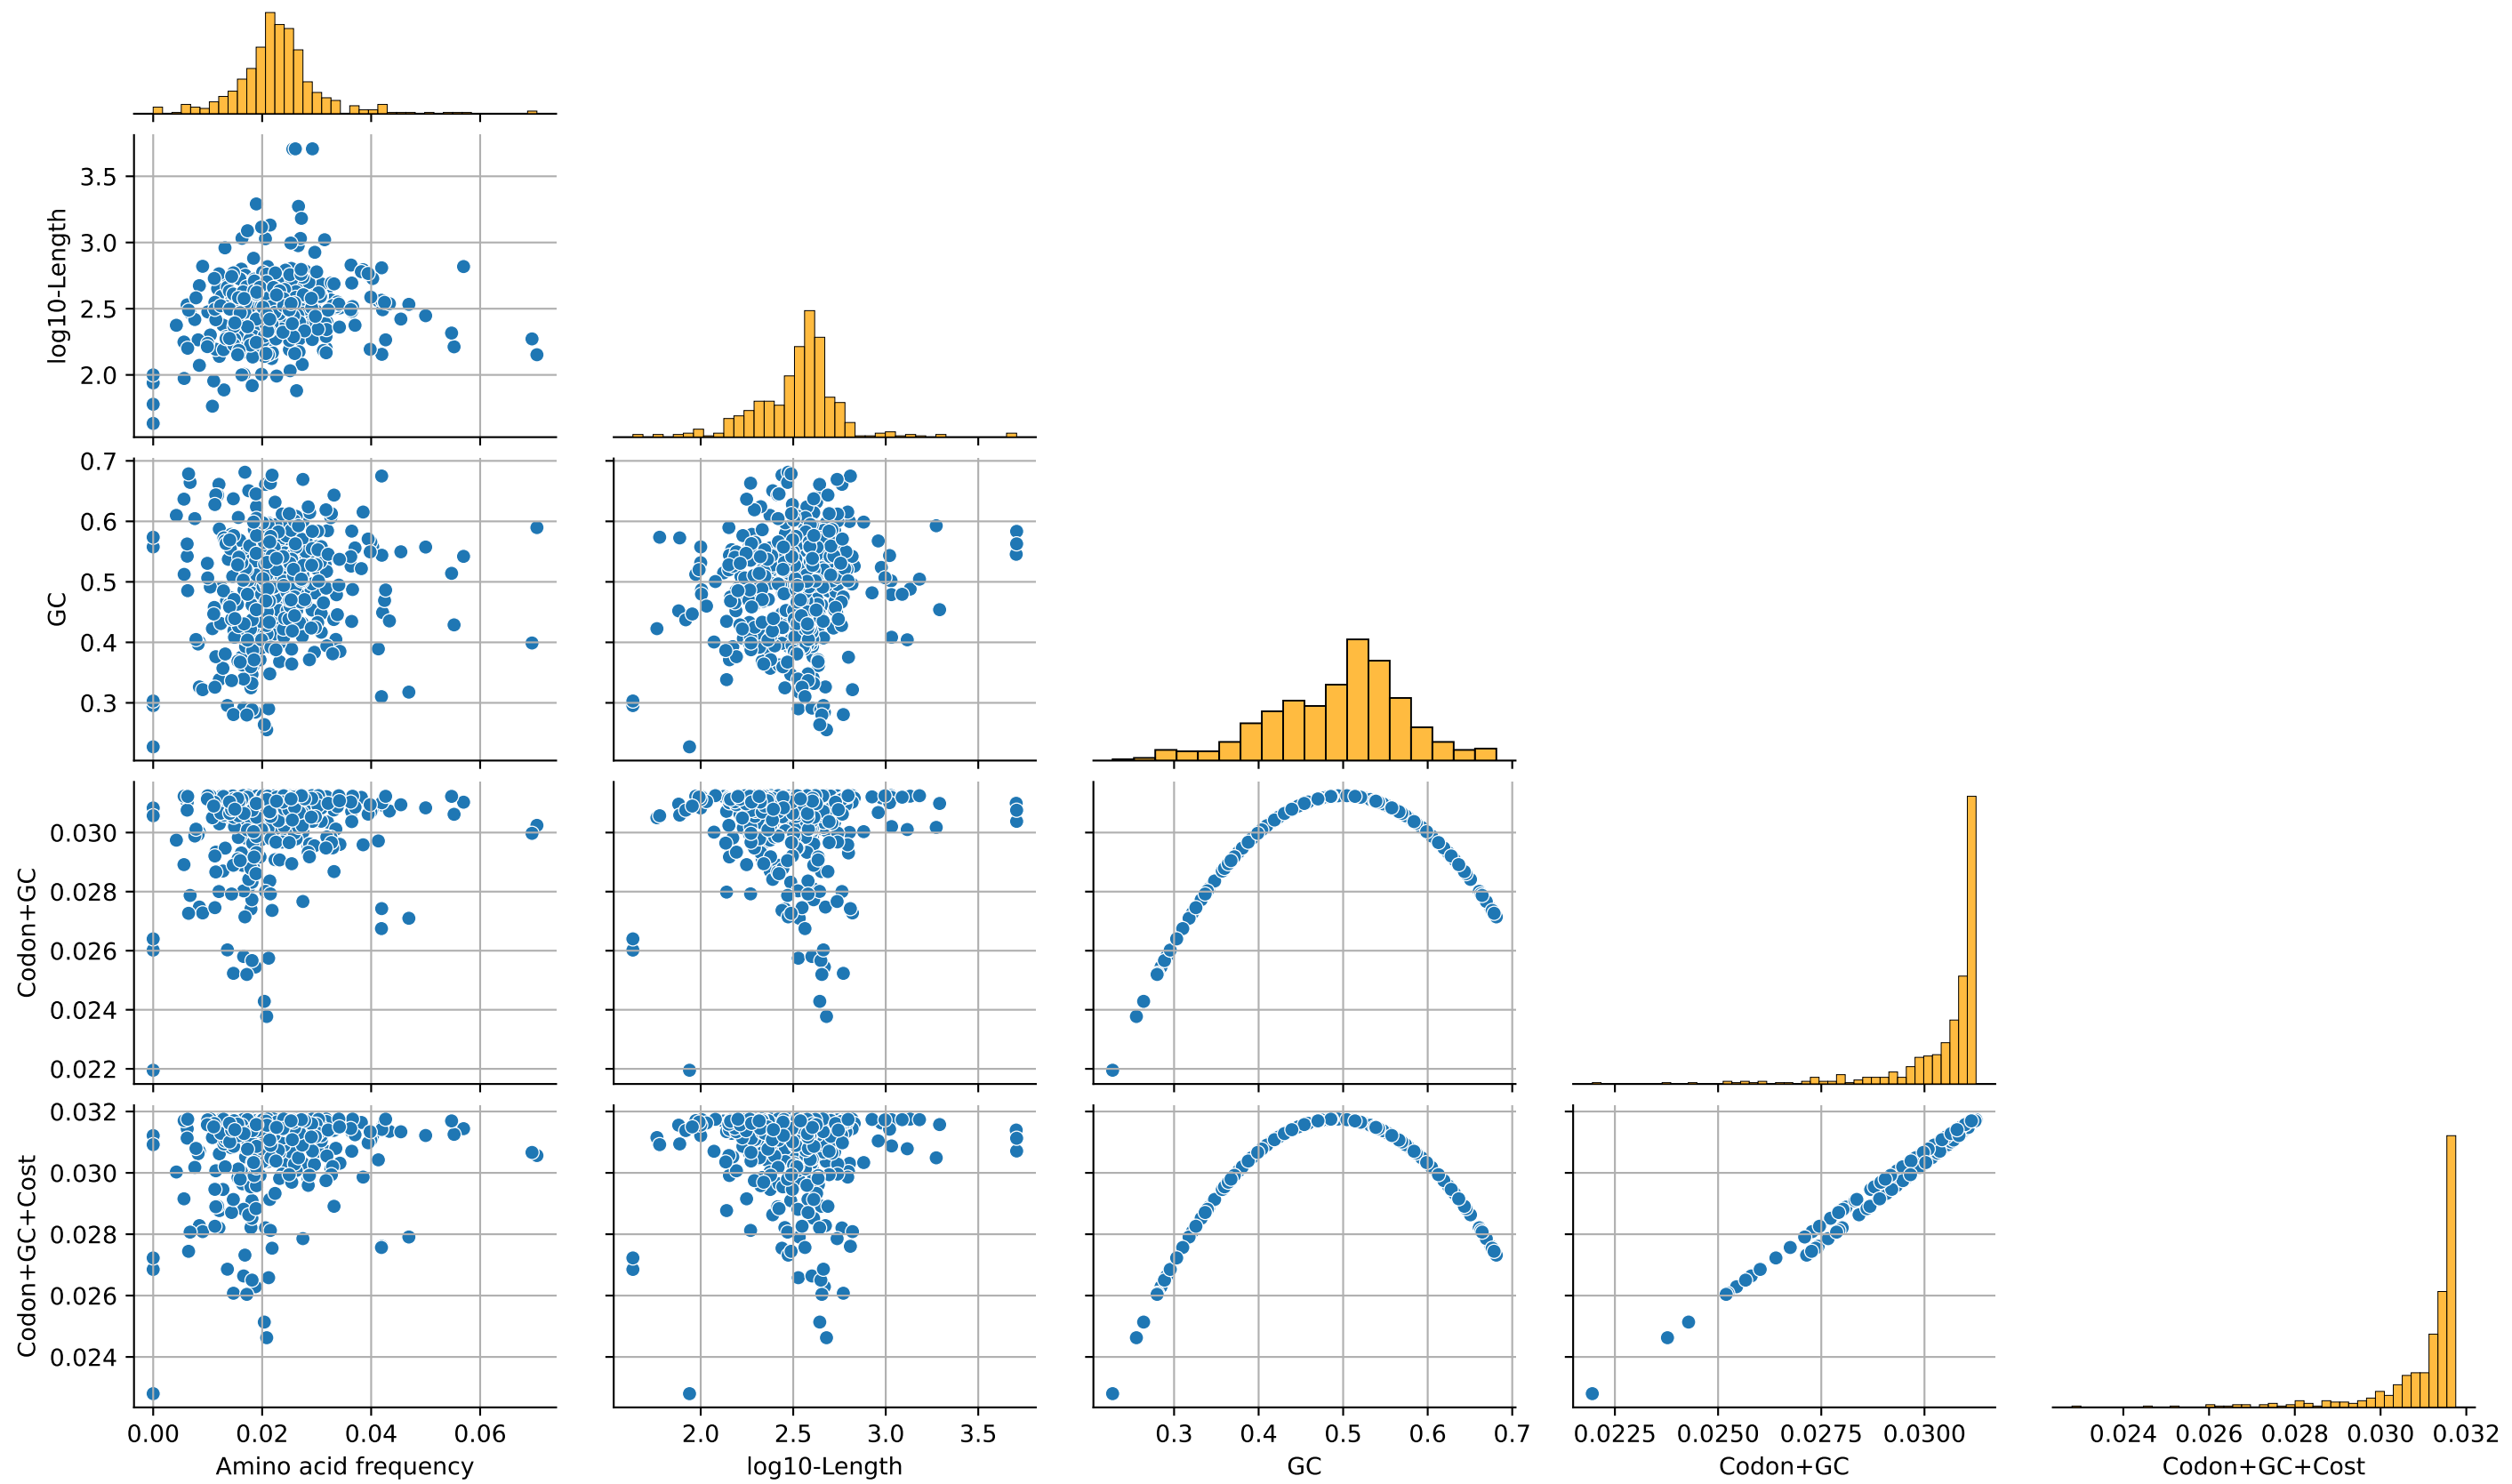 3.5
3.0
2.5
2.0
log10-Length
0.7
0.6
0.5
0.4
0.3
GC
0.030
0.028
0.026
0.024
0.022
Codon+GC
0.032
0.030
0.028
0.026
0.024
Codon+GC+Cost
0.00 0.02 0.04 0.06
Amino acid frequency
2.0 2.5 3.0 3.5
log10-Length
0.3 0.4 0.5 0.6 0.7
GC
0.0225 0.0250 0.0275 0.0300
Codon+GC
0.024 0.026 0.028 0.030 0.032
Codon+GC+Cost